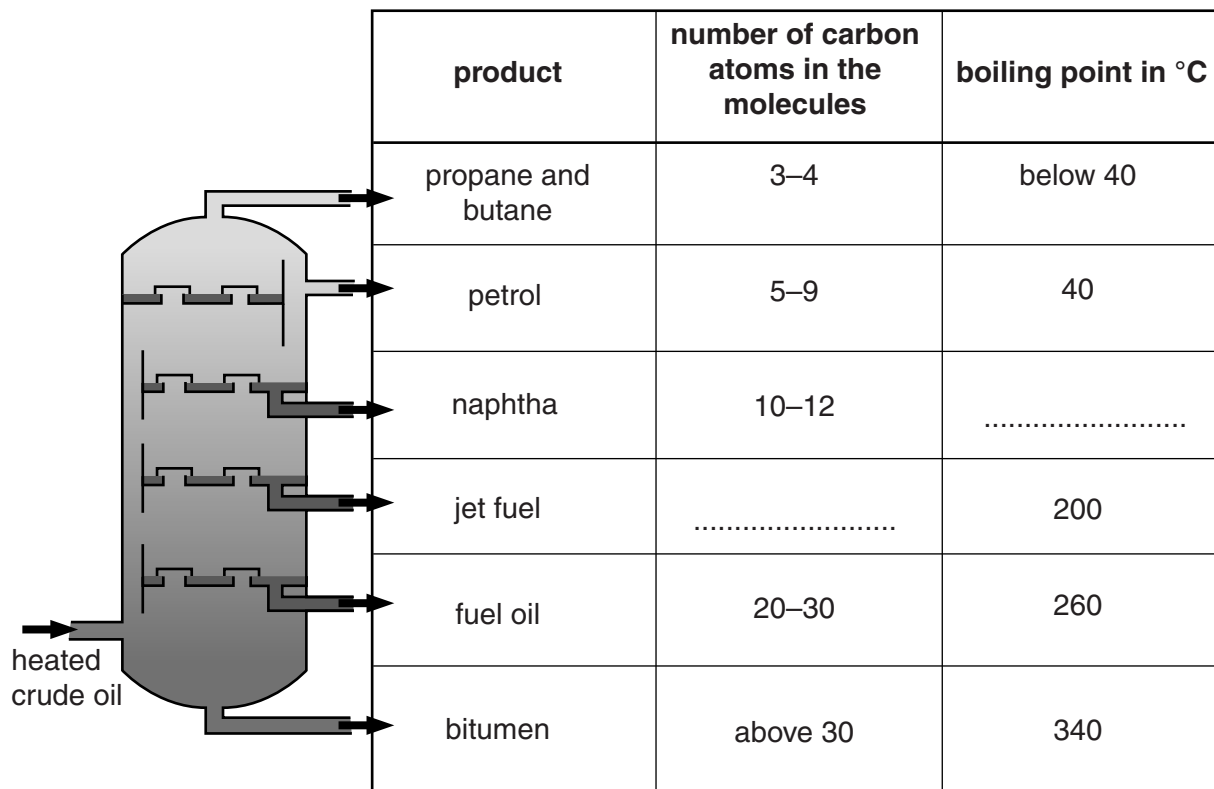 product
number of carbon
atoms in the
molecules
boiling point in °C
propane and
butane
3–4
below 40
petrol
5–9
40
naphtha
10–12
.........................
jet fuel
.........................
200
fuel oil
20–30
260
heated
crude oil
bitumen
above 30
340